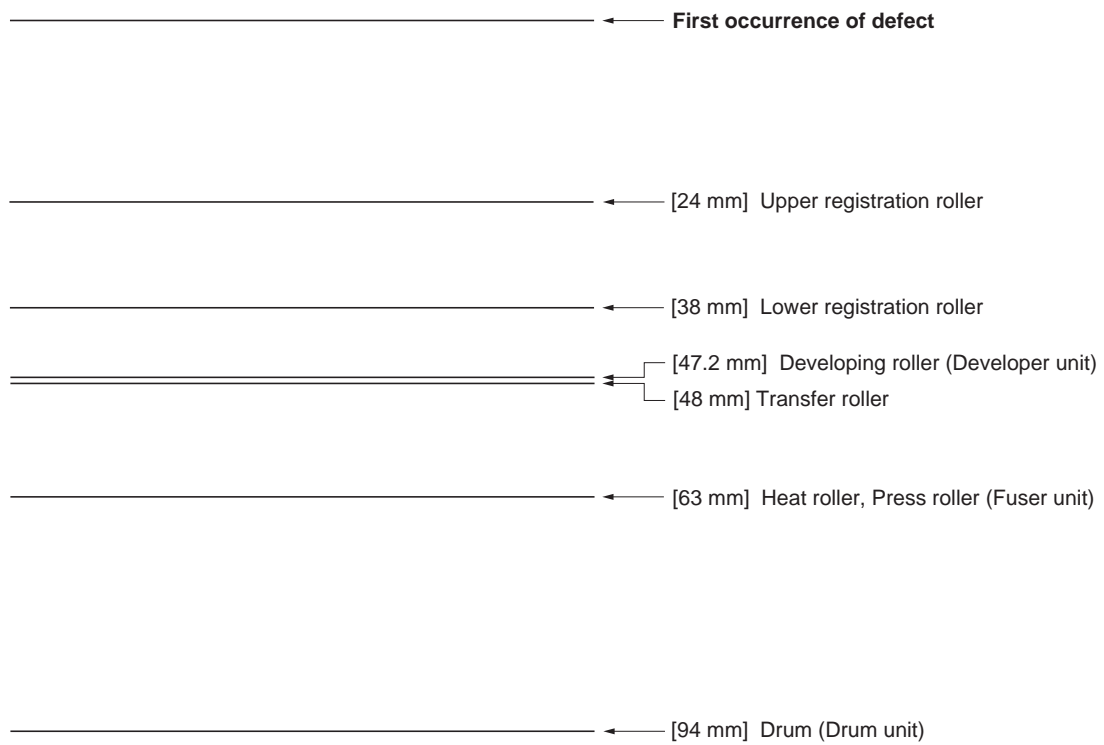 First occurrence of defect
[24 mm] Upper registration roller
[38 mm] Lower registration roller
[47.2 mm] Developing roller (Developer unit)
[48 mm] Transfer roller
[63 mm] Heat roller, Press roller (Fuser unit)
[94 mm] Drum (Drum unit)